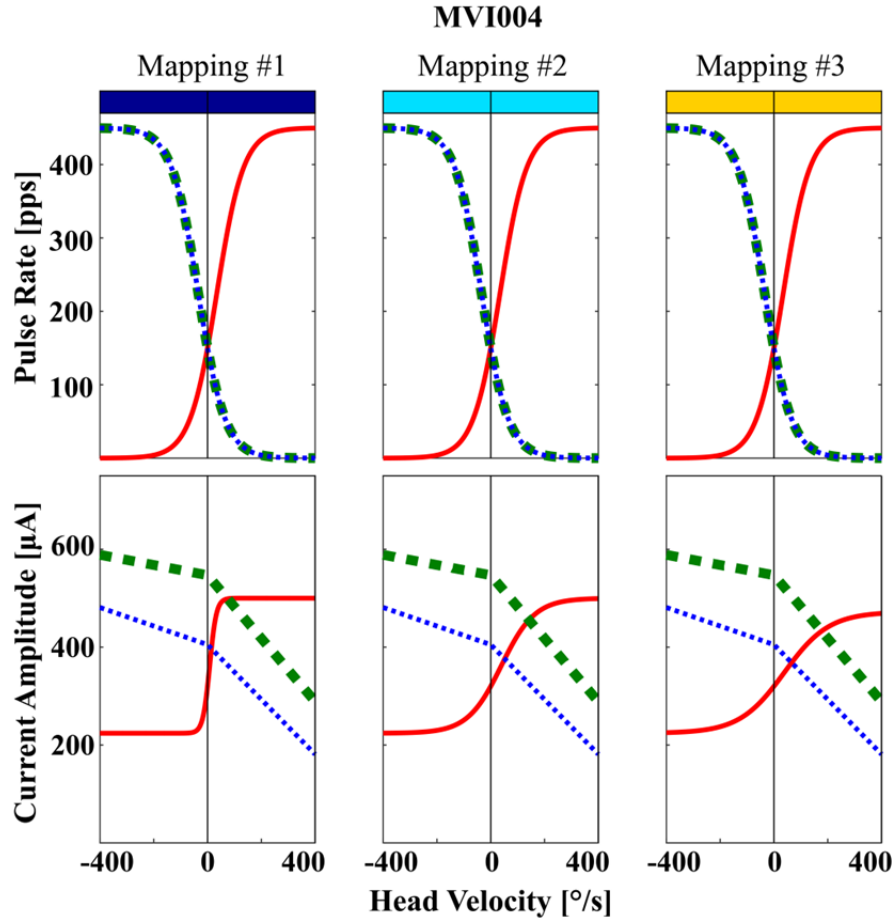 MVI004
Mapping #1 Mapping #2 Mapping #3
Pulse Rate [pps]
400
300
200
100
Current Amplitude [µA]
600
400
200
-400 0 400 -400 0 400 -400 0 400
Head Velocity [°/s]